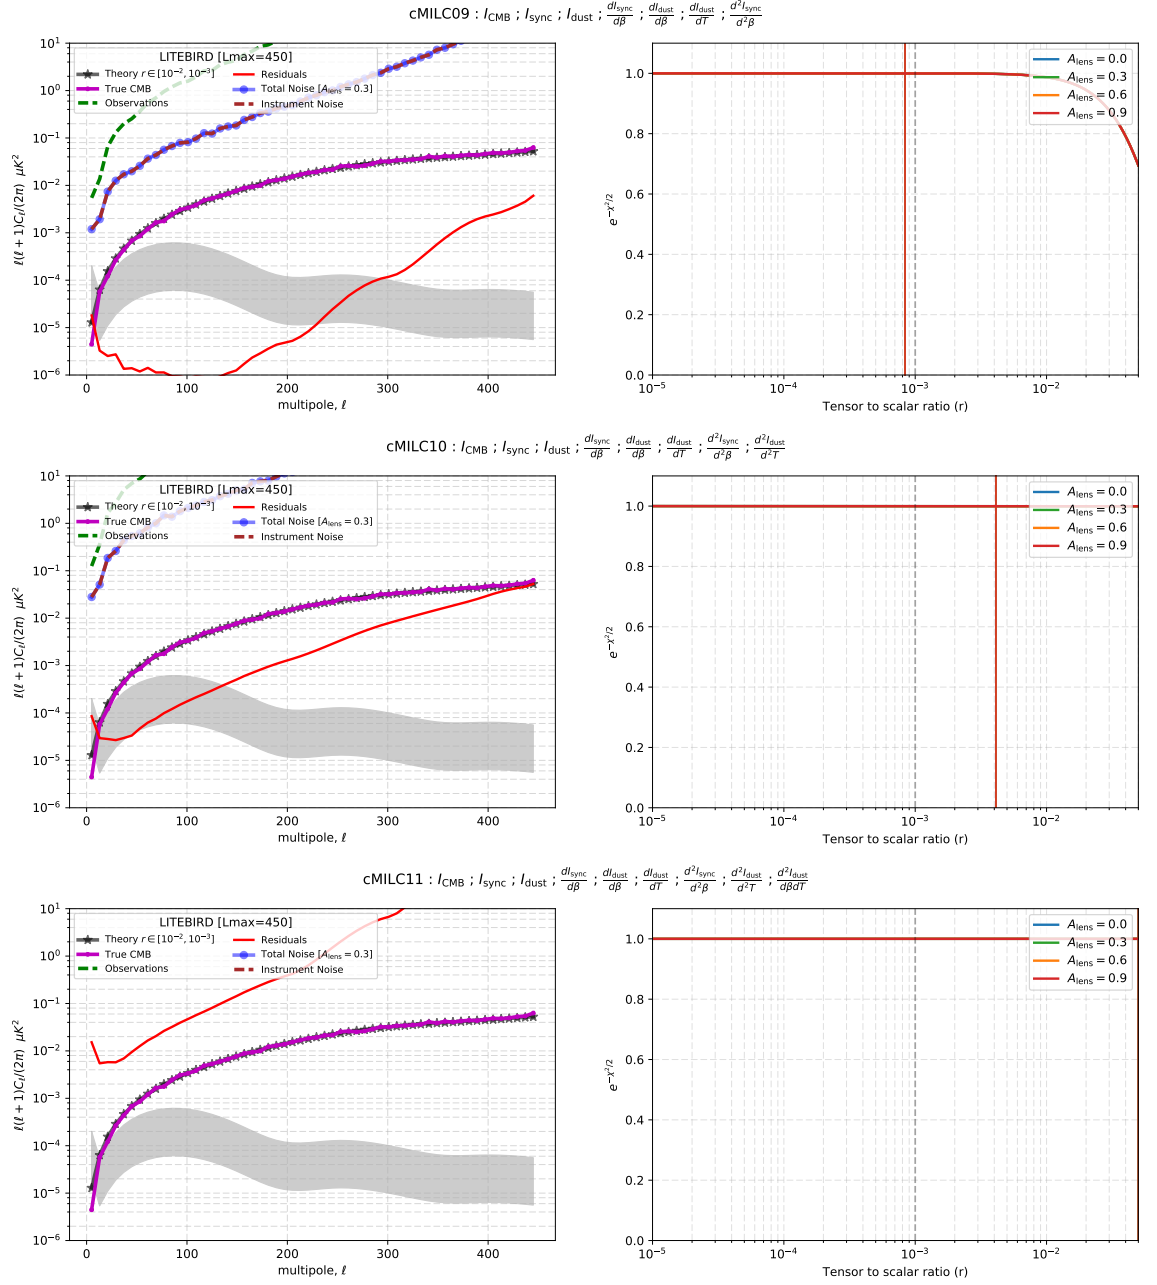 cMILC09 : I_CMB ; I_sync ; I_dust ; dI_sync/dβ ; dI_dust/dβ ; dI_dust/dT ; d²I_sync/d²β
LITEBIRD [Lmax=450]
Theory r∈[10⁻², 10⁻³]
True CMB
Observations
Residuals
Total Noise [A_lens = 0.3]
Instrument Noise
10¹
10⁰
10⁻¹
10⁻²
10⁻³
10⁻⁴
10⁻⁵
10⁻⁶
ℓ(ℓ + 1)C_ℓ/(2π) μK²
0 100 200 300 400
multipole, ℓ
A_lens = 0.0
A_lens = 0.3
A_lens = 0.6
A_lens = 0.9
1.0
0.8
0.6
0.4
0.2
0.0
e^(−χ²/2)
10⁻⁵ 10⁻⁴ 10⁻³ 10⁻²
Tensor to scalar ratio (r)
cMILC10 : I_CMB ; I_sync ; I_dust ; dI_sync/dβ ; dI_dust/dβ ; dI_dust/dT ; d²I_sync/d²β ; d²I_dust/d²T
LITEBIRD [Lmax=450]
Theory r∈[10⁻², 10⁻³]
True CMB
Observations
Residuals
Total Noise [A_lens = 0.3]
Instrument Noise
10¹
10⁰
10⁻¹
10⁻²
10⁻³
10⁻⁴
10⁻⁵
10⁻⁶
ℓ(ℓ + 1)C_ℓ/(2π) μK²
0 100 200 300 400
multipole, ℓ
A_lens = 0.0
A_lens = 0.3
A_lens = 0.6
A_lens = 0.9
1.0
0.8
0.6
0.4
0.2
0.0
e^(−χ²/2)
10⁻⁵ 10⁻⁴ 10⁻³ 10⁻²
Tensor to scalar ratio (r)
cMILC11 : I_CMB ; I_sync ; I_dust ; dI_sync/dβ ; dI_dust/dβ ; dI_dust/dT ; d²I_sync/d²β ; d²I_dust/d²T ; d²I_dust/dβdT
LITEBIRD [Lmax=450]
Theory r∈[10⁻², 10⁻³]
True CMB
Observations
Residuals
Total Noise [A_lens = 0.3]
Instrument Noise
10¹
10⁰
10⁻¹
10⁻²
10⁻³
10⁻⁴
10⁻⁵
10⁻⁶
ℓ(ℓ + 1)C_ℓ/(2π) μK²
0 100 200 300 400
multipole, ℓ
A_lens = 0.0
A_lens = 0.3
A_lens = 0.6
A_lens = 0.9
1.0
0.8
0.6
0.4
0.2
0.0
e^(−χ²/2)
10⁻⁵ 10⁻⁴ 10⁻³ 10⁻²
Tensor to scalar ratio (r)